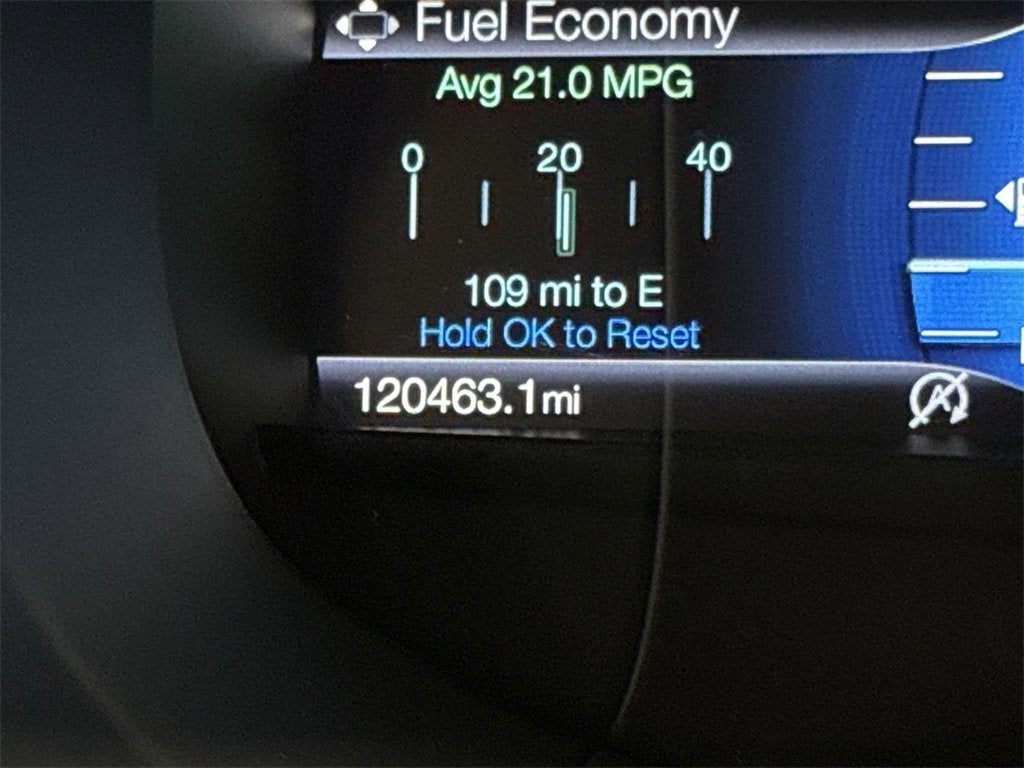 Fuel Economy
Avg 21.0 MPG
0 20 40
109 mi to E
Hold OK to Reset
120463.1mi
A